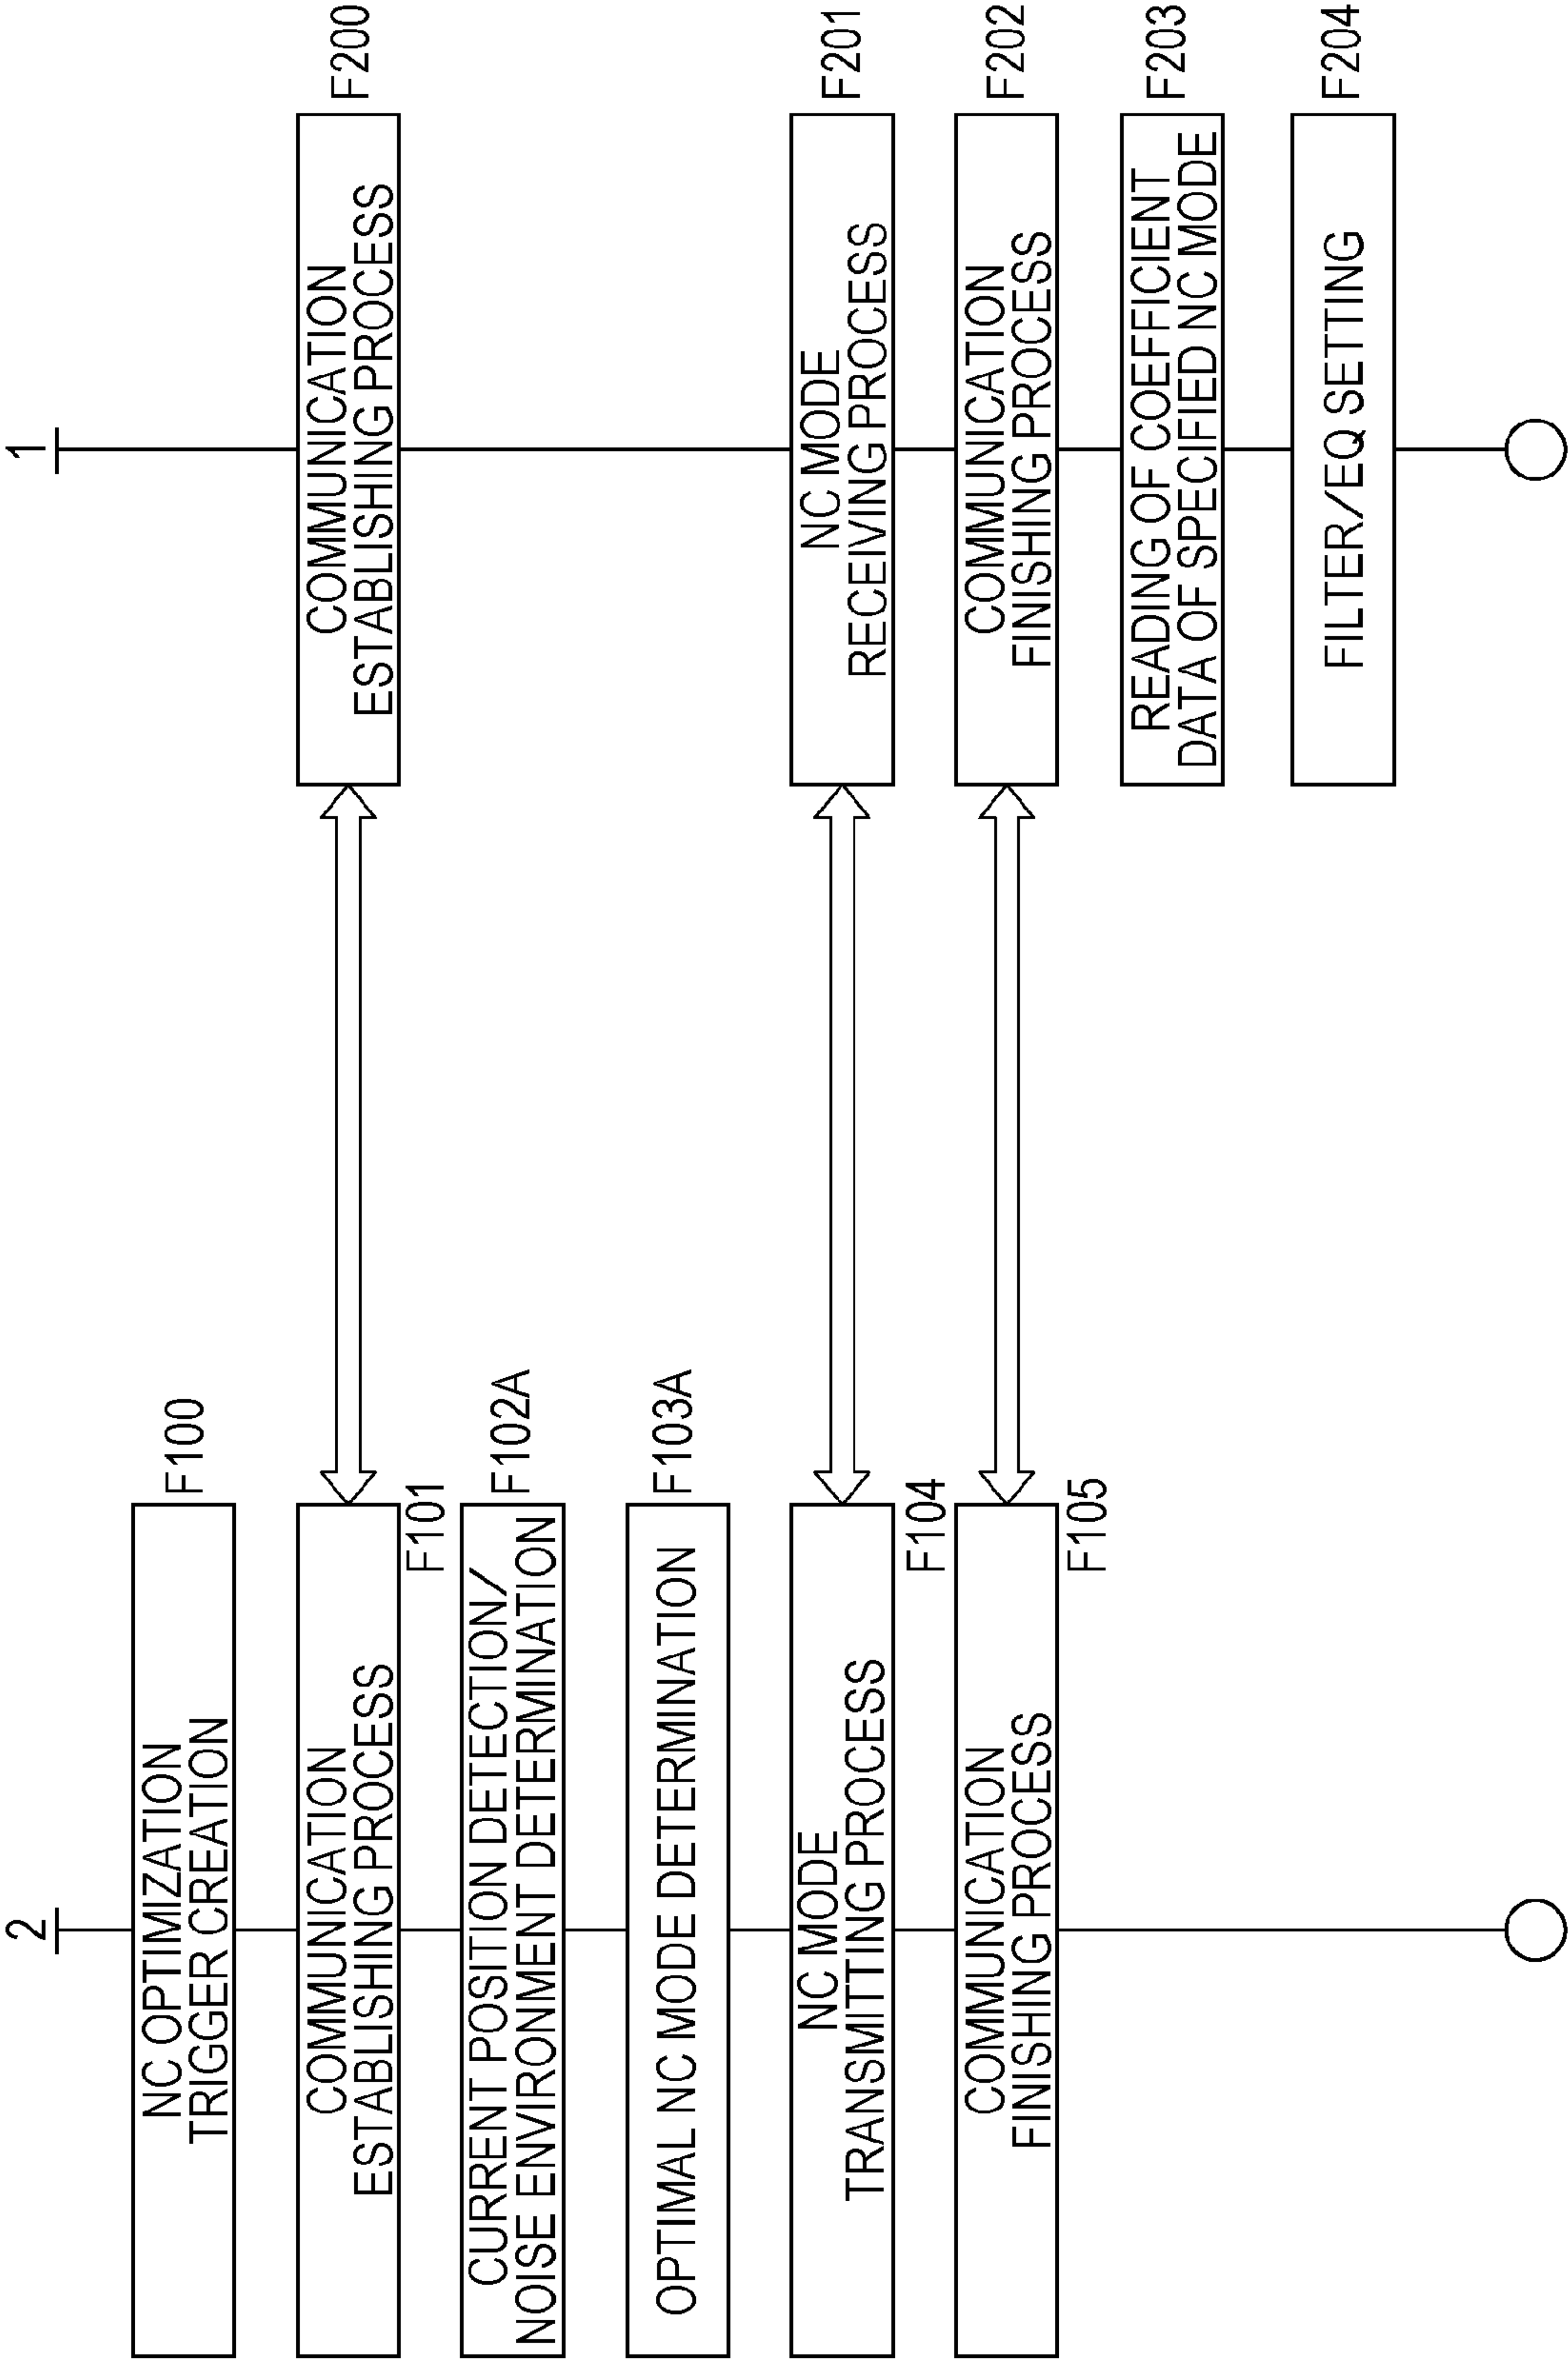 2
NC OPTIMIZATION
TRIGGER CREATION
F100
COMMUNICATION
ESTABLISHING PROCESS
F101
CURRENT POSITION DETECTION/
NOISE ENVIRONMENT DETERMINATION
F102A
OPTIMAL NC MODE DETERMINATION
F103A
NC MODE
TRANSMITTING PROCESS
F104
COMMUNICATION
FINISHING PROCESS
F105
1
COMMUNICATION
ESTABLISHING PROCESS
F200
NC MODE
RECEIVING PROCESS
F201
COMMUNICATION
FINISHING PROCESS
F202
READING OF COEFFICIENT
DATA OF SPECIFIED NC MODE
F203
FILTER/EQ SETTING
F204